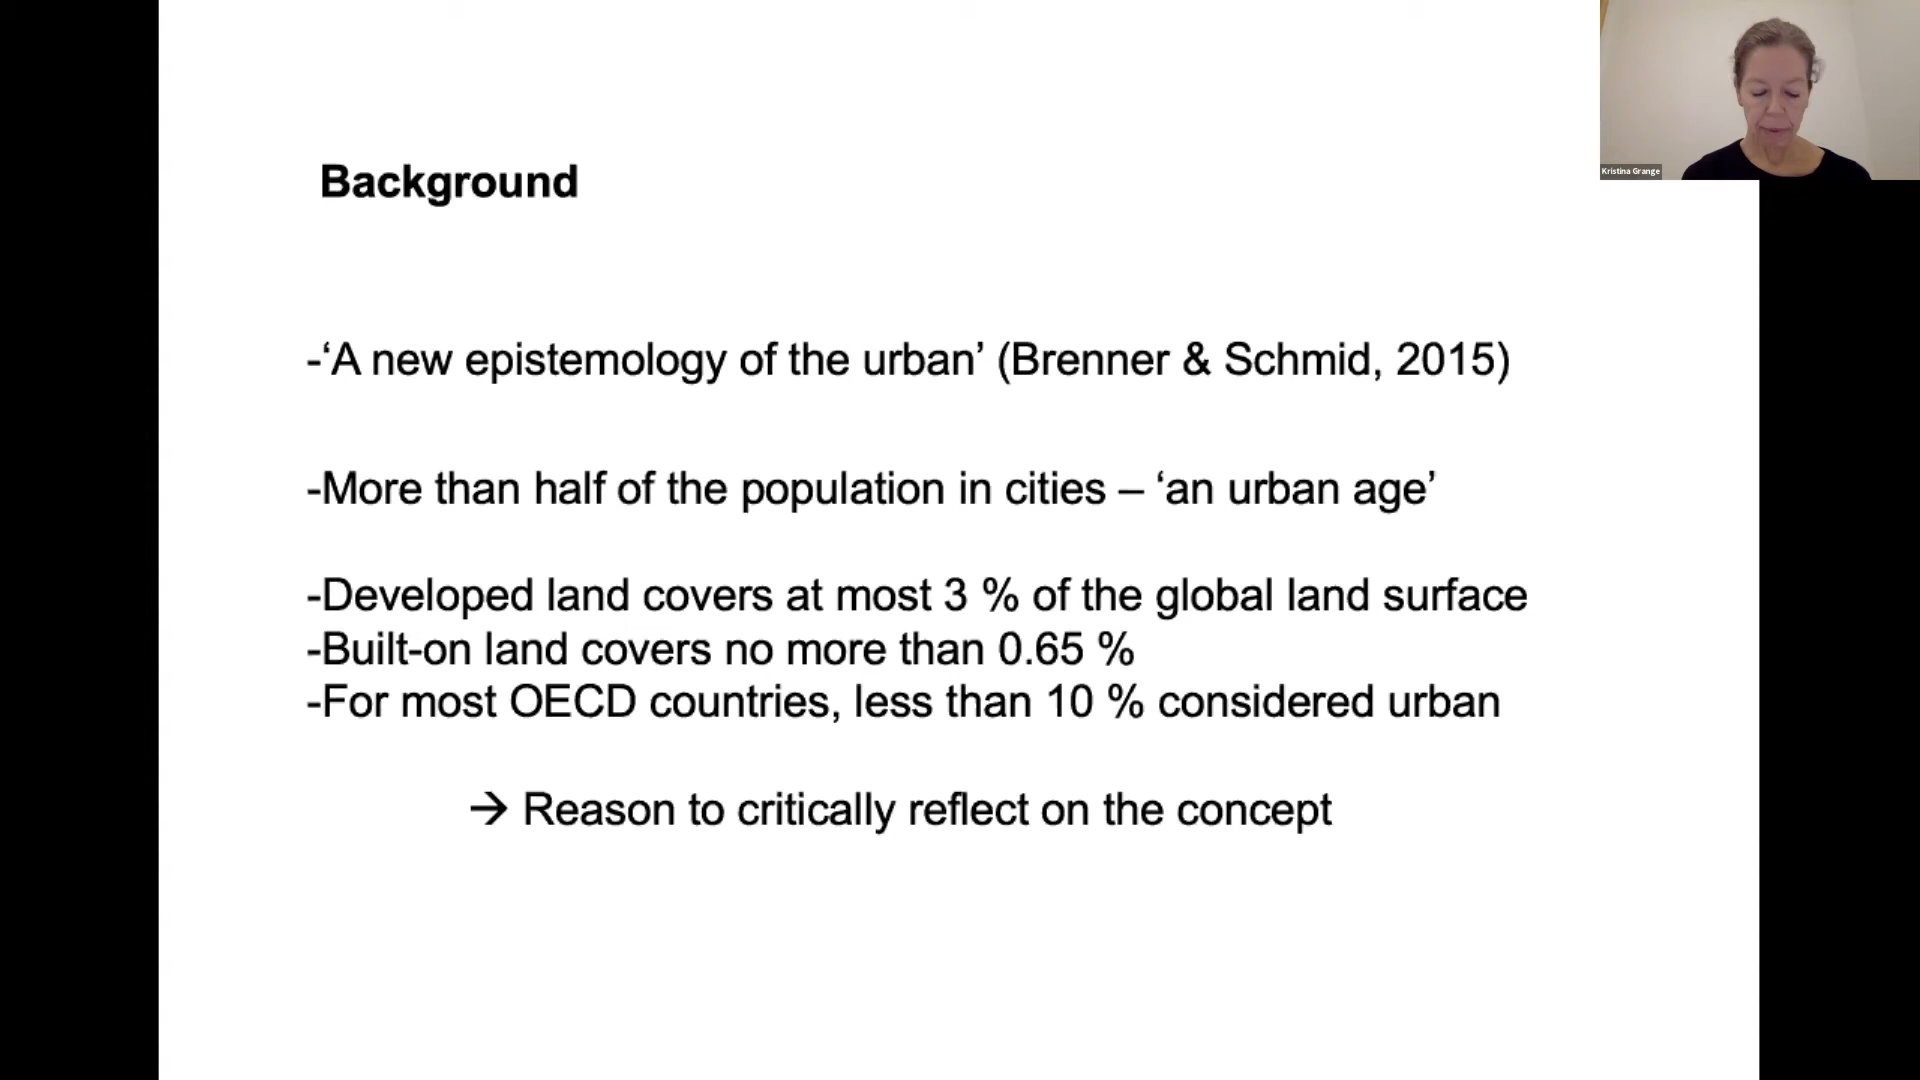 Kristina Grange
Background
-‘A new epistemology of the urban’ (Brenner & Schmid, 2015)
-More than half of the population in cities – ‘an urban age’
-Developed land covers at most 3 % of the global land surface
-Built-on land covers no more than 0.65 %
-For most OECD countries, less than 10 % considered urban
→ Reason to critically reflect on the concept